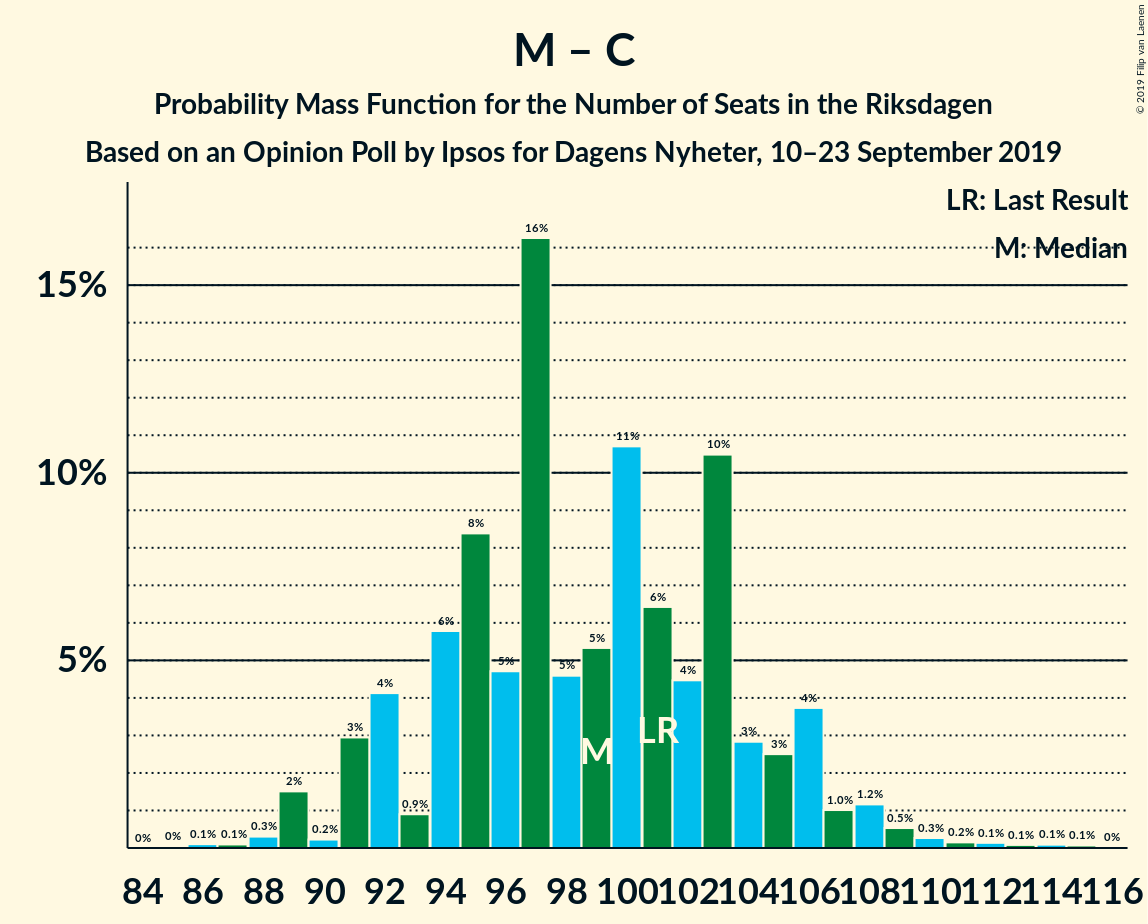 M – C
Probability Mass Function for the Number of Seats in the Riksdagen
Based on an Opinion Poll by Ipsos for Dagens Nyheter, 10–23 September 2019
© 2019 Filip van Laenen
LR: Last Result
M: Median
15%
10%
5%
0% 0% 0.1% 0.1% 0.3% 2% 0.2% 3% 4% 0.9% 6% 8% 5% 16% 5% 5% 11% 6% 4% 10% 3% 3% 4% 1.0% 1.2% 0.5% 0.3% 0.2% 0.1% 0.1% 0.1% 0.1% 0%
M LR
84 86 88 90 92 94 96 98 100 102 104 106 108 110 112 114 116